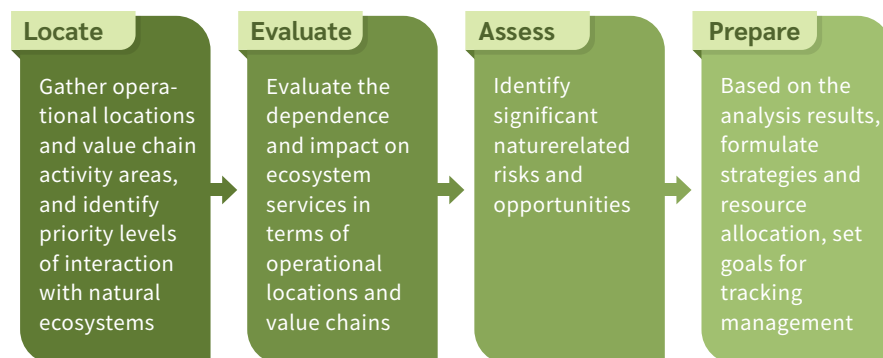 Locate
Gather opera-
tional locations
and value chain
activity areas,
and identify
priority levels
of interaction
with natural
ecosystems
Evaluate
Evaluate the
dependence
and impact on
ecosystem
services in
terms of
operational
locations and
value chains
Assess
Identify
significant
naturerelated
risks and
opportunities
Prepare
Based on the
analysis results,
formulate
strategies and
resource
allocation, set
goals for
tracking
management